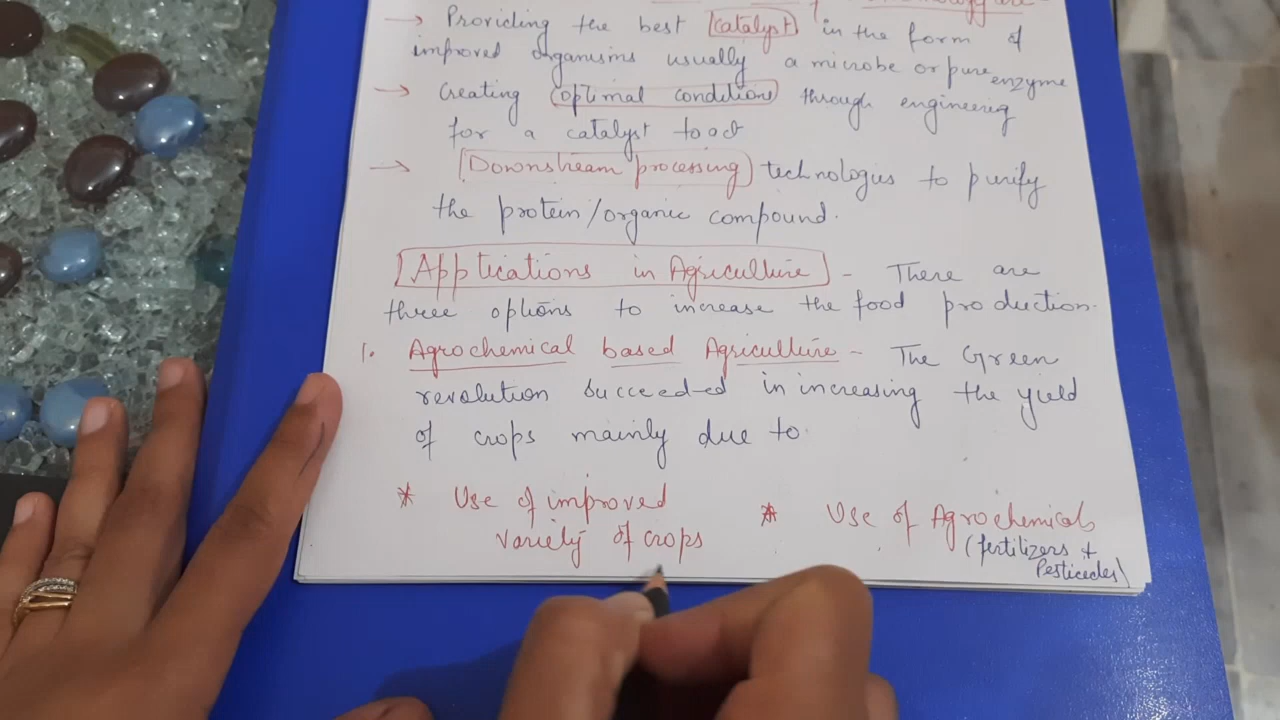 → Providing the best catalyst in the form of
improved organisms usually a microbe or pure enzyme
→ Creating optimal conditions through engineering
for a catalyst to act
→ Downstream processing technologies to purify
the protein/organic compound.
Applications in Agriculture - There are
three options to increase the food production.
1. Agrochemical based Agriculture - The Green
revolution succeeded in increasing the yield
of crops mainly due to
* Use of improved
variety of crops
* Use of Agrochemicals
(fertilizers +
Pesticides)